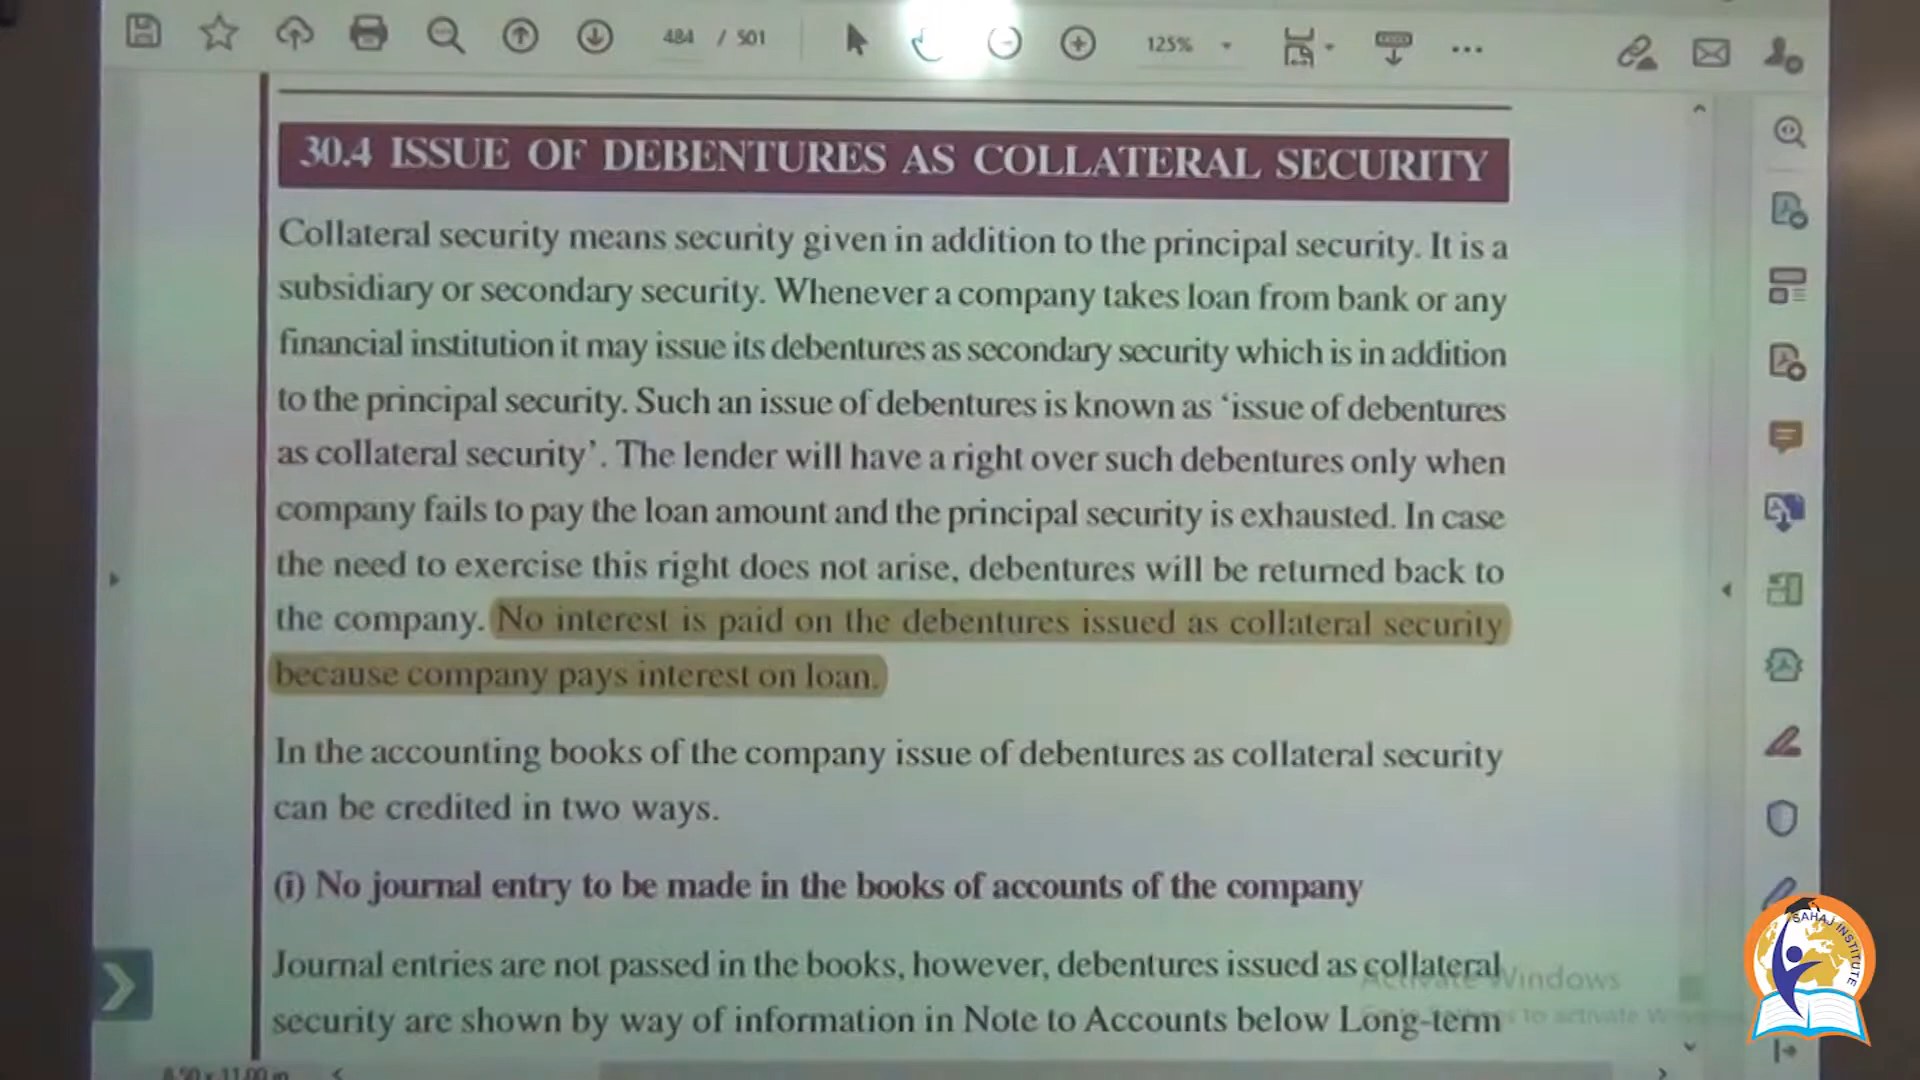 484 / 501
125%
30.4 ISSUE OF DEBENTURES AS COLLATERAL SECURITY
Collateral security means security given in addition to the principal security. It is a
subsidiary or secondary security. Whenever a company takes loan from bank or any
financial institution it may issue its debentures as secondary security which is in addition
to the principal security. Such an issue of debentures is known as ‘issue of debentures
as collateral security’. The lender will have a right over such debentures only when
company fails to pay the loan amount and the principal security is exhausted. In case
the need to exercise this right does not arise, debentures will be returned back to
the company. No interest is paid on the debentures issued as collateral security
because company pays interest on loan.
In the accounting books of the company issue of debentures as collateral security
can be credited in two ways.
(i) No journal entry to be made in the books of accounts of the company
Journal entries are not passed in the books, however, debentures issued as collateral
security are shown by way of information in Note to Accounts below Long-term
Activate Windows
to activate
SAHAJ INSTITUTE
8.50 x 11.00 in